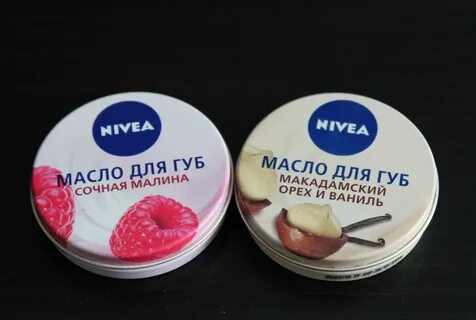 NIVEA
МАСЛО ДЛЯ ГУБ
СОЧНАЯ МАЛИНА
NIVEA
МАСЛО ДЛЯ ГУБ
МАКАДАМСКИЙ
ОРЕХ И ВАНИЛЬ